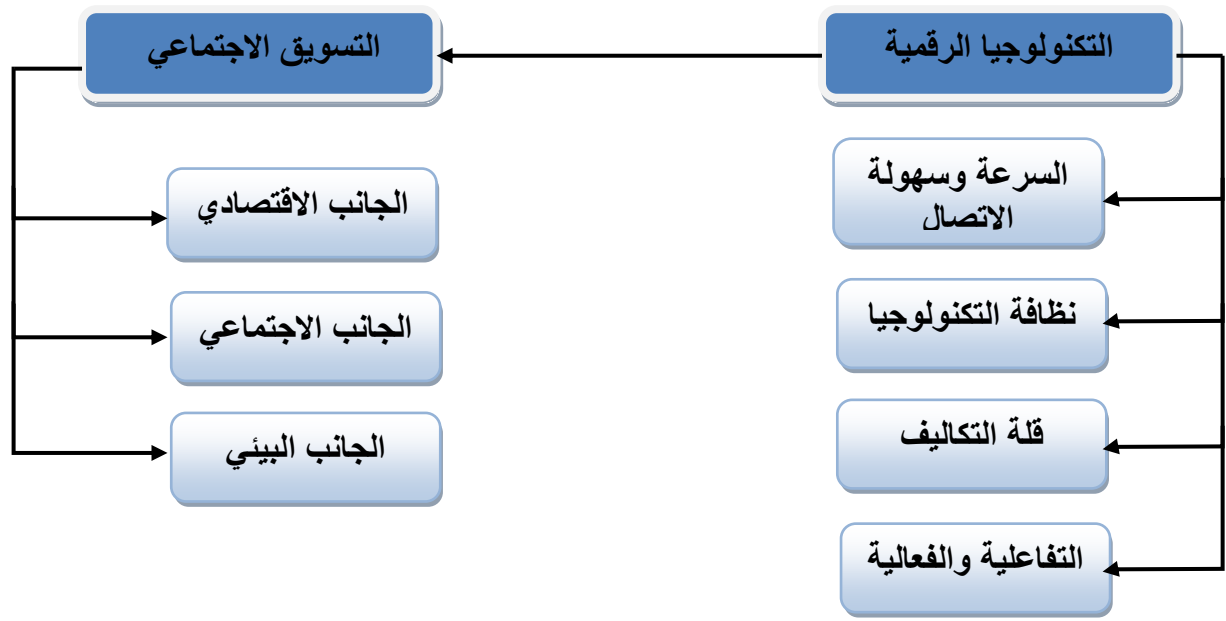 التكنولوجيا الرقمية
التسويق الاجتماعي
السرعة وسهولة
الاتصال
نظافة التكنولوجيا
قلة التكاليف
التفاعلية والفعالية
الجانب الاقتصادي
الجانب الاجتماعي
الجانب البيئي